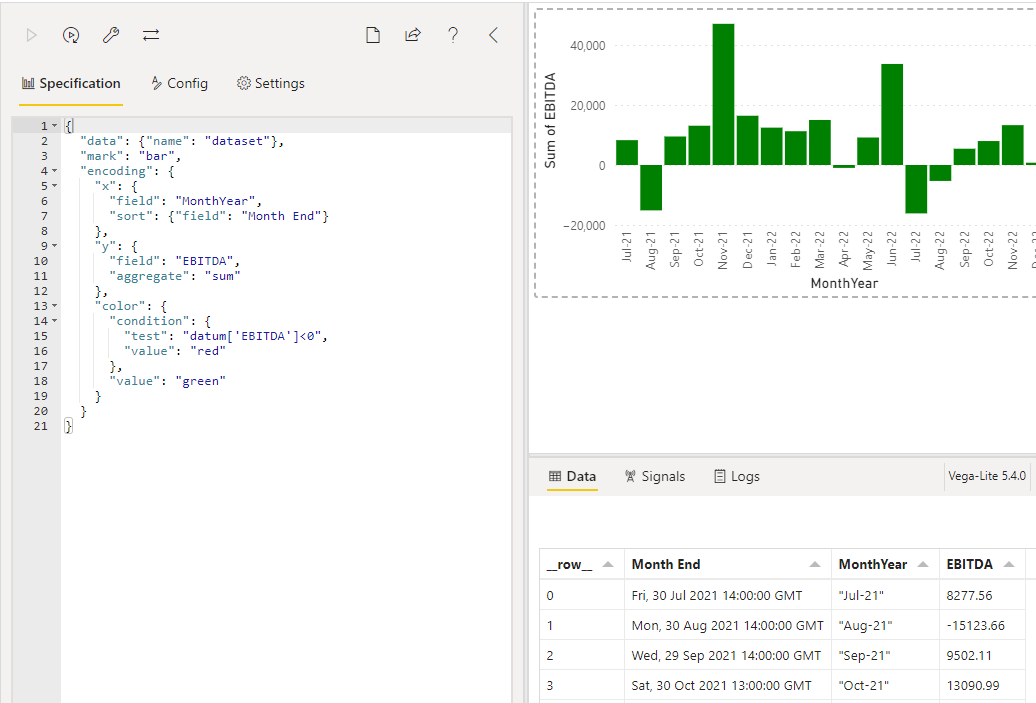 Specification Config Settings
1 {
2 "data": {"name": "dataset"},
3 "mark": "bar",
4 "encoding": {
5 "x": {
6 "field": "MonthYear",
7 "sort": {"field": "Month End"}
8 },
9 "y": {
10 "field": "EBITDA",
11 "aggregate": "sum"
12 },
13 "color": {
14 "condition": {
15 "test": "datum['EBITDA']<0",
16 "value": "red"
17 },
18 "value": "green"
19 }
20 }
21 }
Sum of EBITDA
40,000
20,000
0
−20,000
Jul-21 Aug-21 Sep-21 Oct-21 Nov-21 Dec-21 Jan-22 Feb-22 Mar-22 Apr-22 May-22 Jun-22 Jul-22 Aug-22 Sep-22 Oct-22 Nov-22
MonthYear
Data Signals Logs Vega-Lite 5.4.0
__row__ Month End MonthYear EBITDA
0 Fri, 30 Jul 2021 14:00:00 GMT "Jul-21" 8277.56
1 Mon, 30 Aug 2021 14:00:00 GMT "Aug-21" -15123.66
2 Wed, 29 Sep 2021 14:00:00 GMT "Sep-21" 9502.11
3 Sat, 30 Oct 2021 13:00:00 GMT "Oct-21" 13090.99